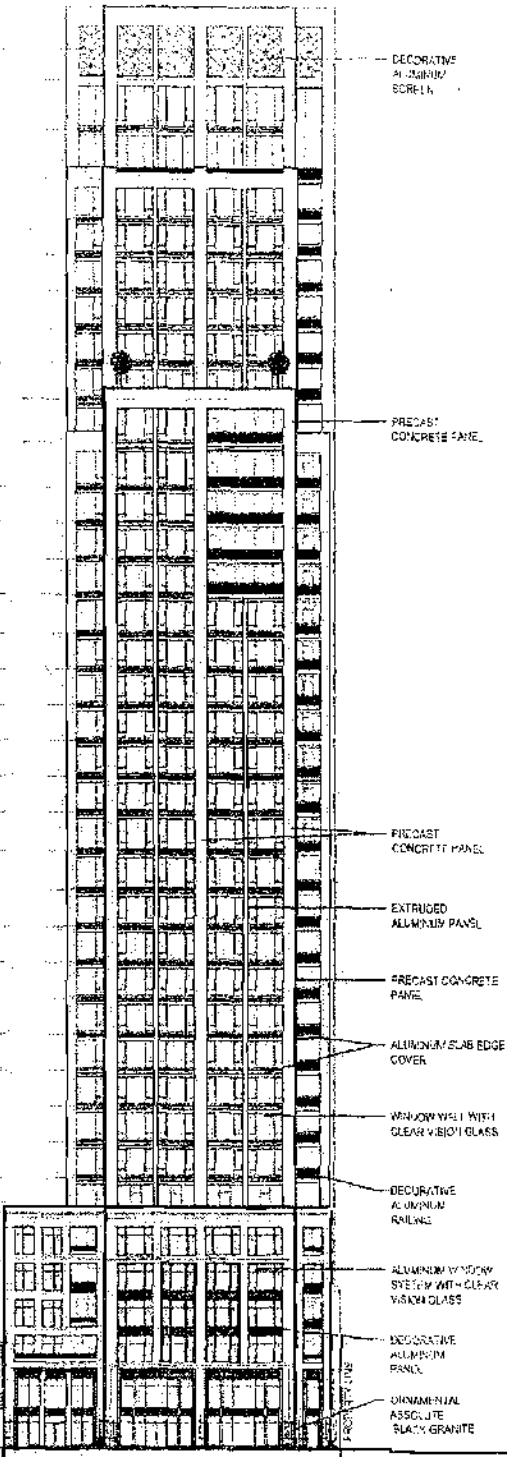 DECORATIVE
ALUMINUM
SCREEN
PRECAST
CONCRETE PANEL
PRECAST
CONCRETE PANEL
EXTRUDED
ALUMINUM PANEL
PRECAST CONCRETE
PANEL
ALUMINUM SLAB EDGE
COVER
WINDOW WALL WITH
CLEAR VISION GLASS
DECORATIVE
ALUMINUM
RAILING
ALUMINUM WINDOW
SYSTEM WITH CLEAR
VISION GLASS
DECORATIVE
ALUMINUM
PANEL
PROPERTY LINE
ORNAMENTAL
ABSOLUTE
BLACK GRANITE